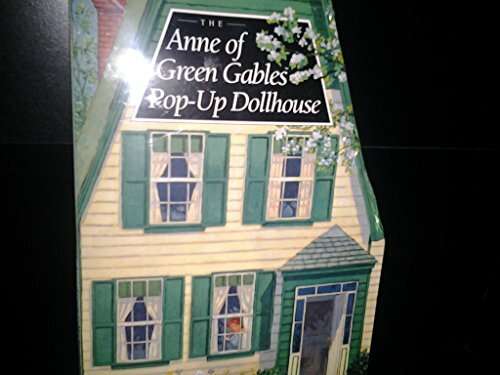 THE
Anne of
Green Gables
Pop-Up Dollhouse